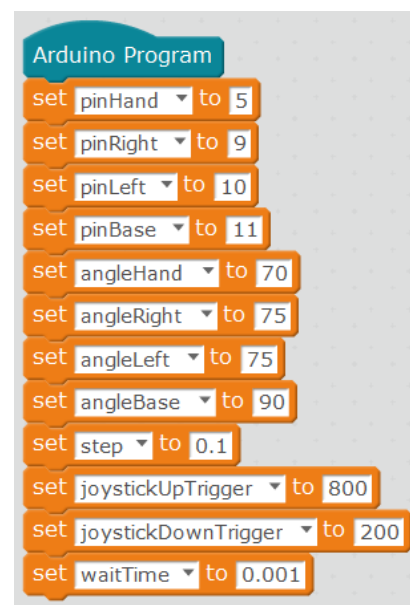 Arduino Program
set pinHand to 5
set pinRight to 9
set pinLeft to 10
set pinBase to 11
set angleHand to 70
set angleRight to 75
set angleLeft to 75
set angleBase to 90
set step to 0.1
set joystickUpTrigger to 800
set joystickDownTrigger to 200
set waitTime to 0.001